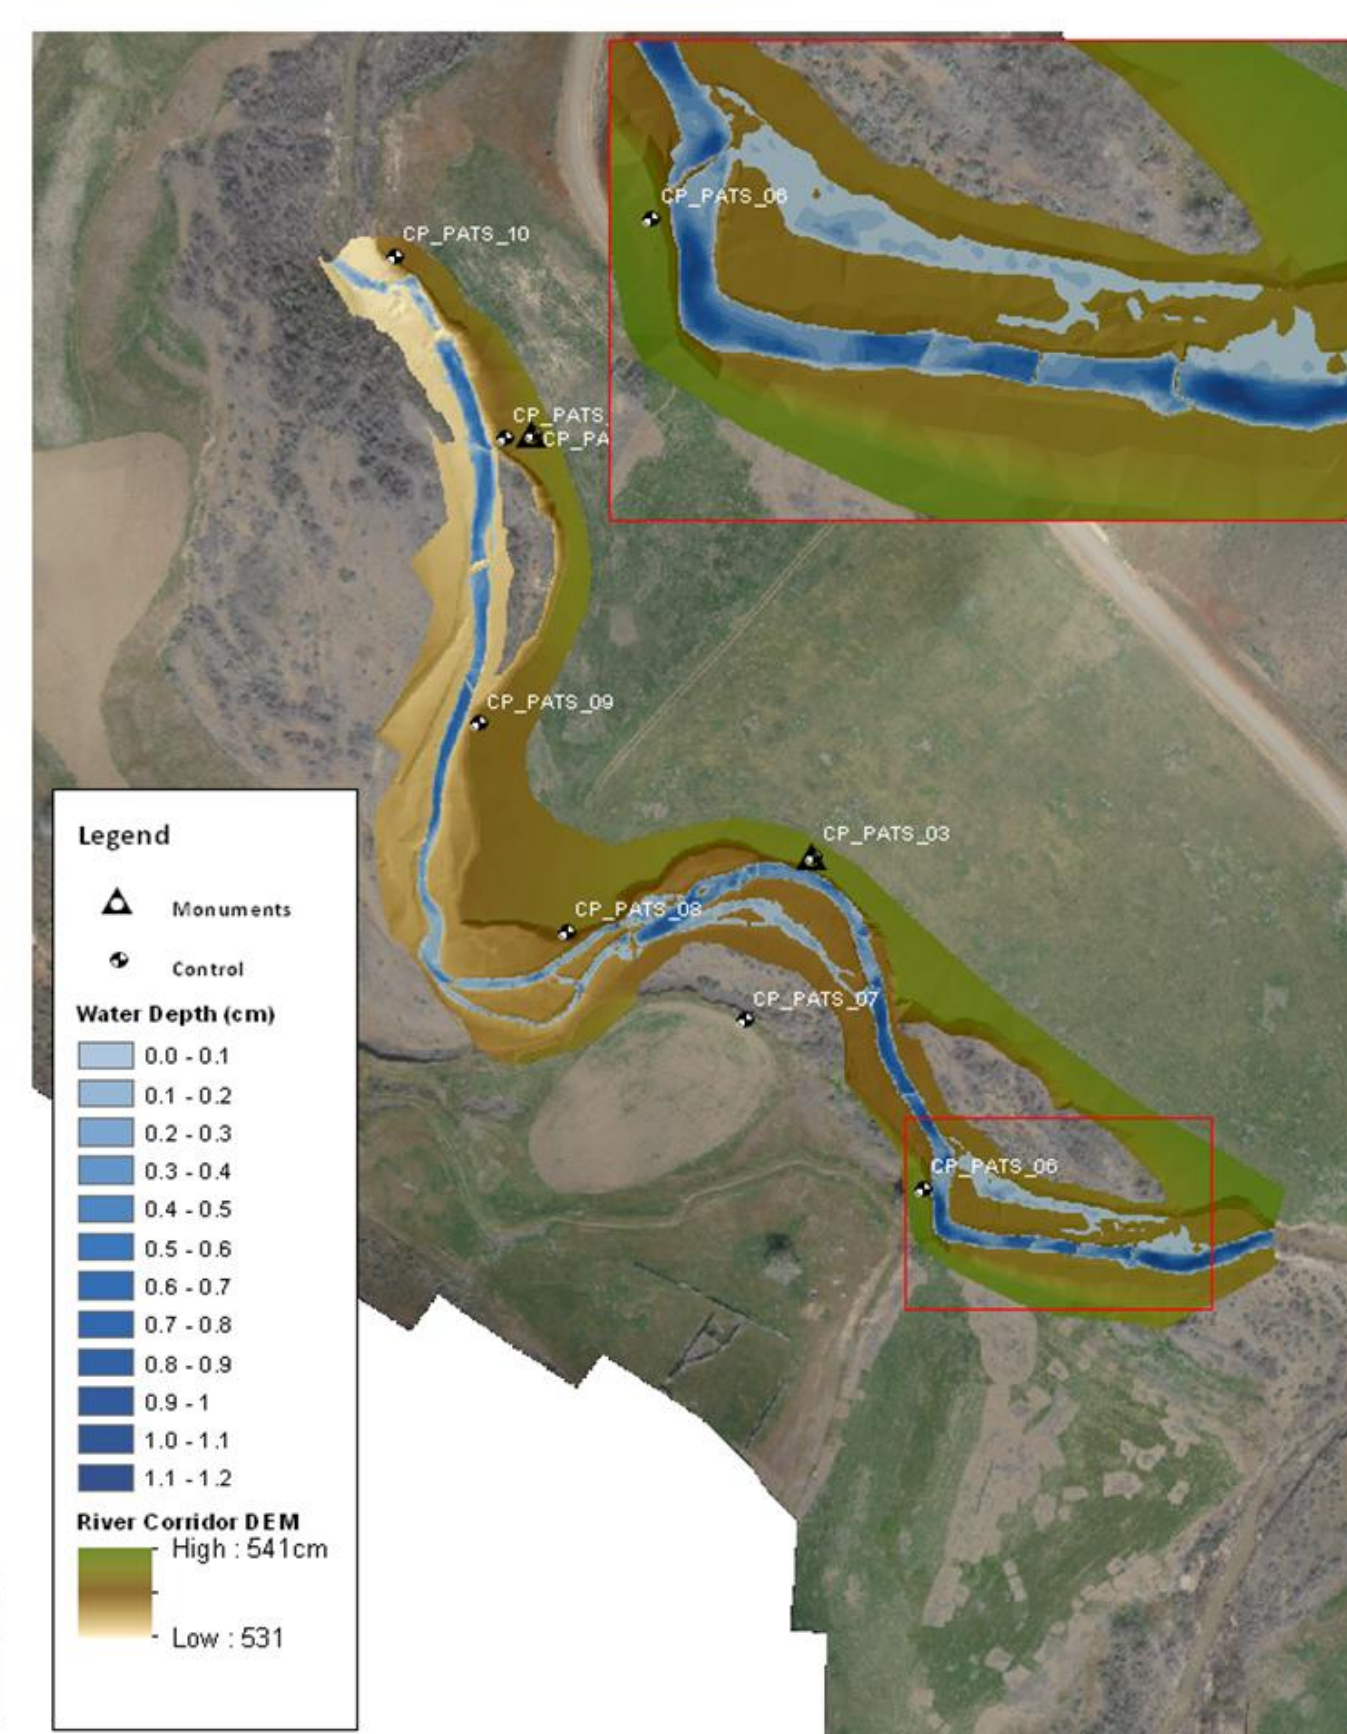 CP_PATS_06
CP_PATS_10
CP_PATS_
CP_PA
CP_PATS_09
CP_PATS_03
CP_PATS_08
CP_PATS_07
CP_PATS_06
Legend
Monuments
Control
Water Depth (cm)
0.0 - 0.1
0.1 - 0.2
0.2 - 0.3
0.3 - 0.4
0.4 - 0.5
0.5 - 0.6
0.6 - 0.7
0.7 - 0.8
0.8 - 0.9
0.9 - 1
1.0 - 1.1
1.1 - 1.2
River Corridor DEM
High : 541cm
Low : 531